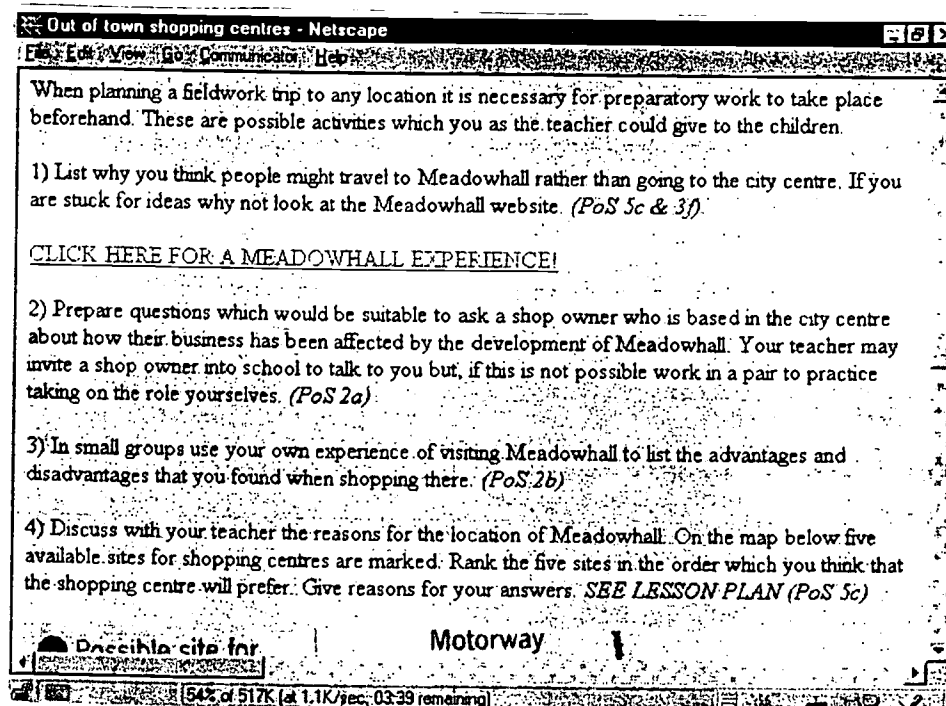 Out of town shopping centres - Netscape
File Edit View Go Communicator Help
When planning a fieldwork trip to any location it is necessary for preparatory work to take place
beforehand. These are possible activities which you as the teacher could give to the children.
1) List why you think people might travel to Meadowhall rather than going to the city centre. If you
are stuck for ideas why not look at the Meadowhall website. (PoS 5c & 3f).
CLICK HERE FOR A MEADOWHALL EXPERIENCE!
2) Prepare questions which would be suitable to ask a shop owner who is based in the city centre
about how their business has been affected by the development of Meadowhall. Your teacher may
invite a shop owner into school to talk to you but, if this is not possible work in a pair to practice
taking on the role yourselves. (PoS 2a)
3) In small groups use your own experience of visiting Meadowhall to list the advantages and
disadvantages that you found when shopping there. (PoS 2b)
4) Discuss with your teacher the reasons for the location of Meadowhall. On the map below five
available sites for shopping centres are marked. Rank the five sites in the order which you think that
the shopping centre will prefer. Give reasons for your answers. SEE LESSON PLAN (PoS 5c)
Possible site for
Motorway
54% of 517K (at 1.1K/sec, 03:39 remaining)